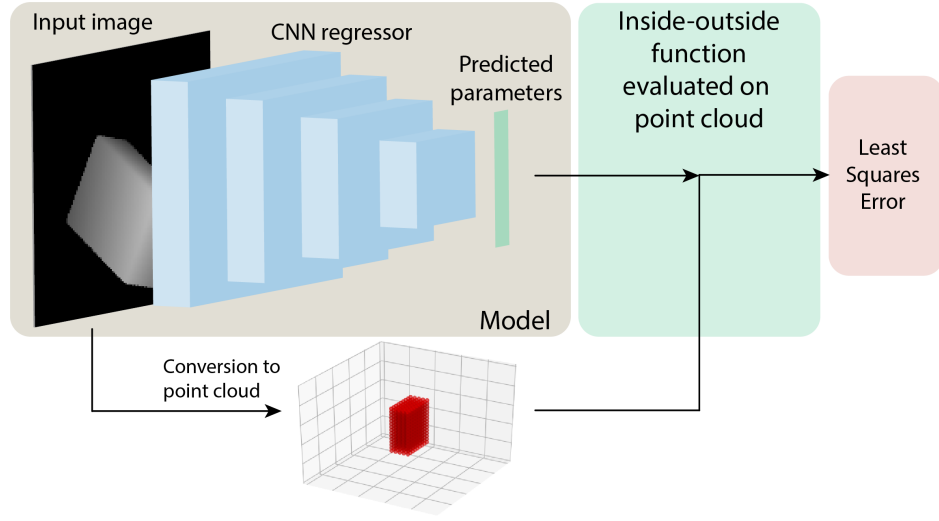 Input image
CNN regressor
Predicted
parameters
Model
Inside-outside
function
evaluated on
point cloud
Least
Squares
Error
Conversion to
point cloud